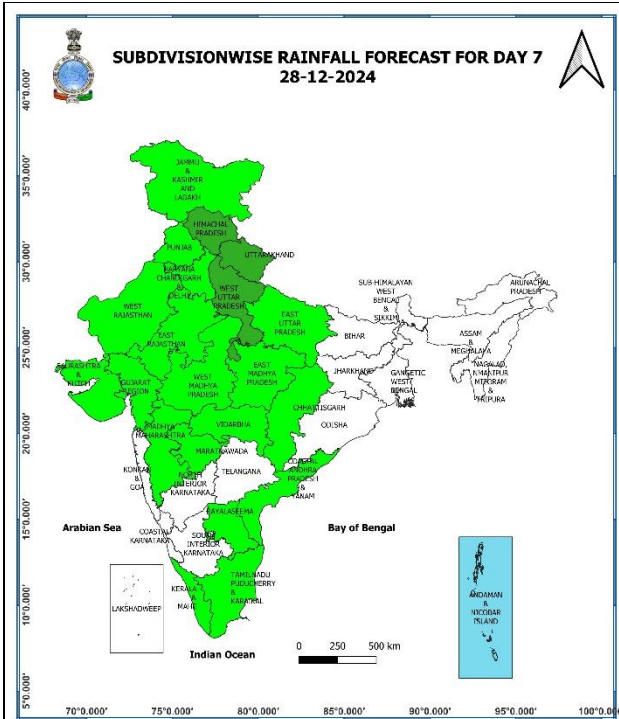 SUBDIVISIONWISE RAINFALL FORECAST FOR DAY 7
28-12-2024
40°0.000'
35°0.000'
30°0.000'
25°0.000'
20°0.000'
15°0.000'
10°0.000'
5°0.000'
JAMMU
&
KASHMIR
AND
LADAKH
HIMACHAL
PRADESH
PUNJAB
UTTARAKHAND
HARYANA
CHANDIGARH
&
DELHI
WEST
UTTAR
PRADESH
WEST
RAJASTHAN
EAST
RAJASTHAN
EAST
UTTAR
PRADESH
SUB-HIMALAYAN
WEST
BENGAL
&
SIKKIM
ARUNACHAL
PRADESH
ASSAM
&
MEGHALAYA
NAGALAD,
MANIPUR
MIZORAM
&
TRIPURA
BIHAR
JHARKHAND
GANGETIC
WEST
BENGAL
SAURASHTRA
&
KUTCH
GUJARAT
REGION
WEST
MADHYA
PRADESH
EAST
MADHYA
PRADESH
CHHATTISGARH
ODISHA
MADHYA
MAHARASHTRA
VIDARBHA
MARATHAWADA
KONKAN
&
GOA
NORTH
INTERIOR
KARNATAKA
TELANGANA
COASTAL
ANDHRA
PRADESH
&
YANAM
RAYALASEEMA
COASTAL
KARNATAKA
SOUTH
INTERIOR
KARNATAKA
TAMILNADU
PUDUCHERRY
&
KARAIKAL
KERALA
&
MAHE
LAKSHADWEEP
ANDAMAN
&
NICOBAR
ISLAND
Arabian Sea
Bay of Bengal
Indian Ocean
0 250 500 km
70°0.000' 75°0.000' 80°0.000' 85°0.000' 90°0.000' 95°0.000' 100°0.000'